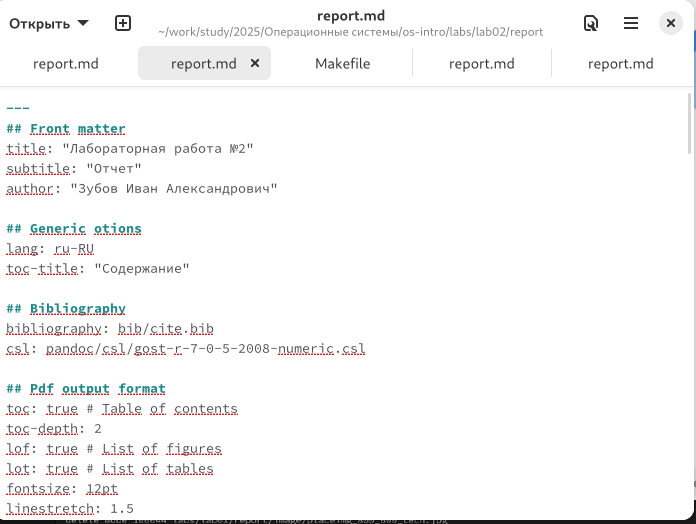 Открыть
report.md
~/work/study/2025/Операционные системы/os-intro/labs/lab02/report
report.md
report.md
Makefile
report.md
report.md
---
## Front matter
title: "Лабораторная работа №2"
subtitle: "Отчет"
author: "Зубов Иван Александрович"
## Generic otions
lang: ru-RU
toc-title: "Содержание"
## Bibliography
bibliography: bib/cite.bib
csl: pandoc/csl/gost-r-7-0-5-2008-numeric.csl
## Pdf output format
toc: true # Table of contents
toc-depth: 2
lof: true # List of figures
lot: true # List of tables
fontsize: 12pt
linestretch: 1.5